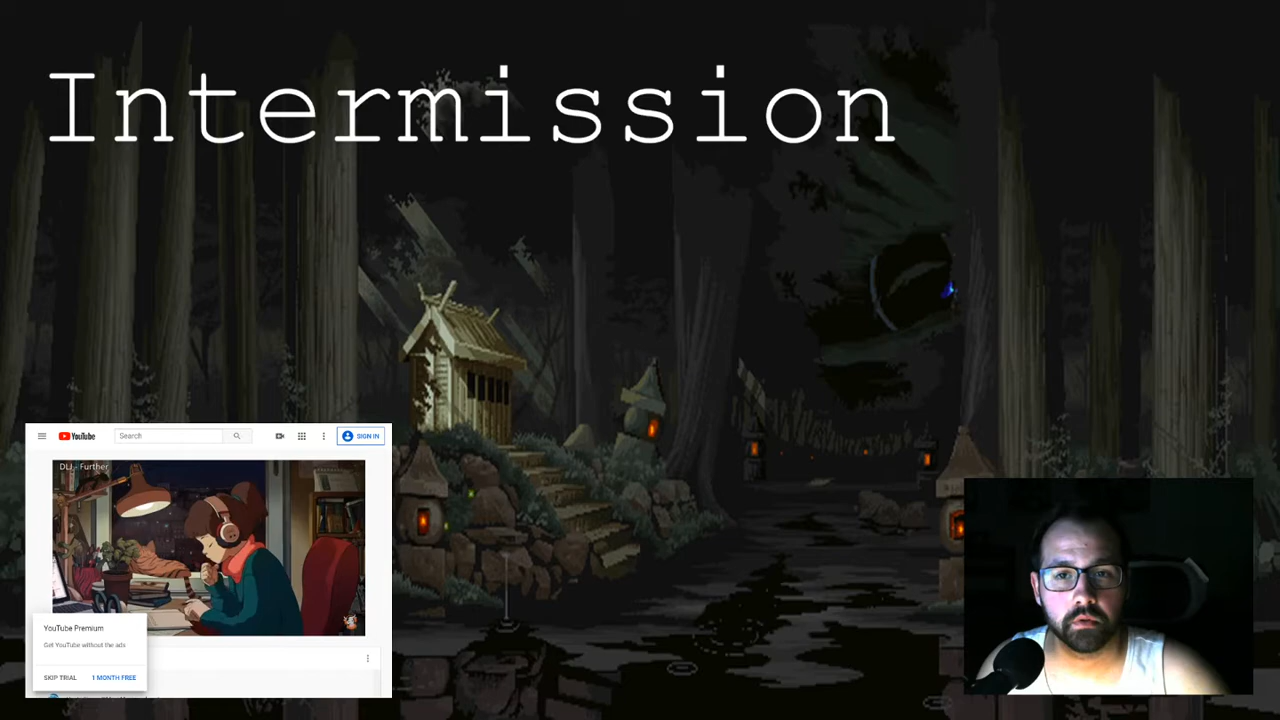 Intermission
YouTube
Search
SIGN IN
DLJ - Further
YouTube Premium
Get YouTube without the ads
SKIP TRIAL
1 MONTH FREE